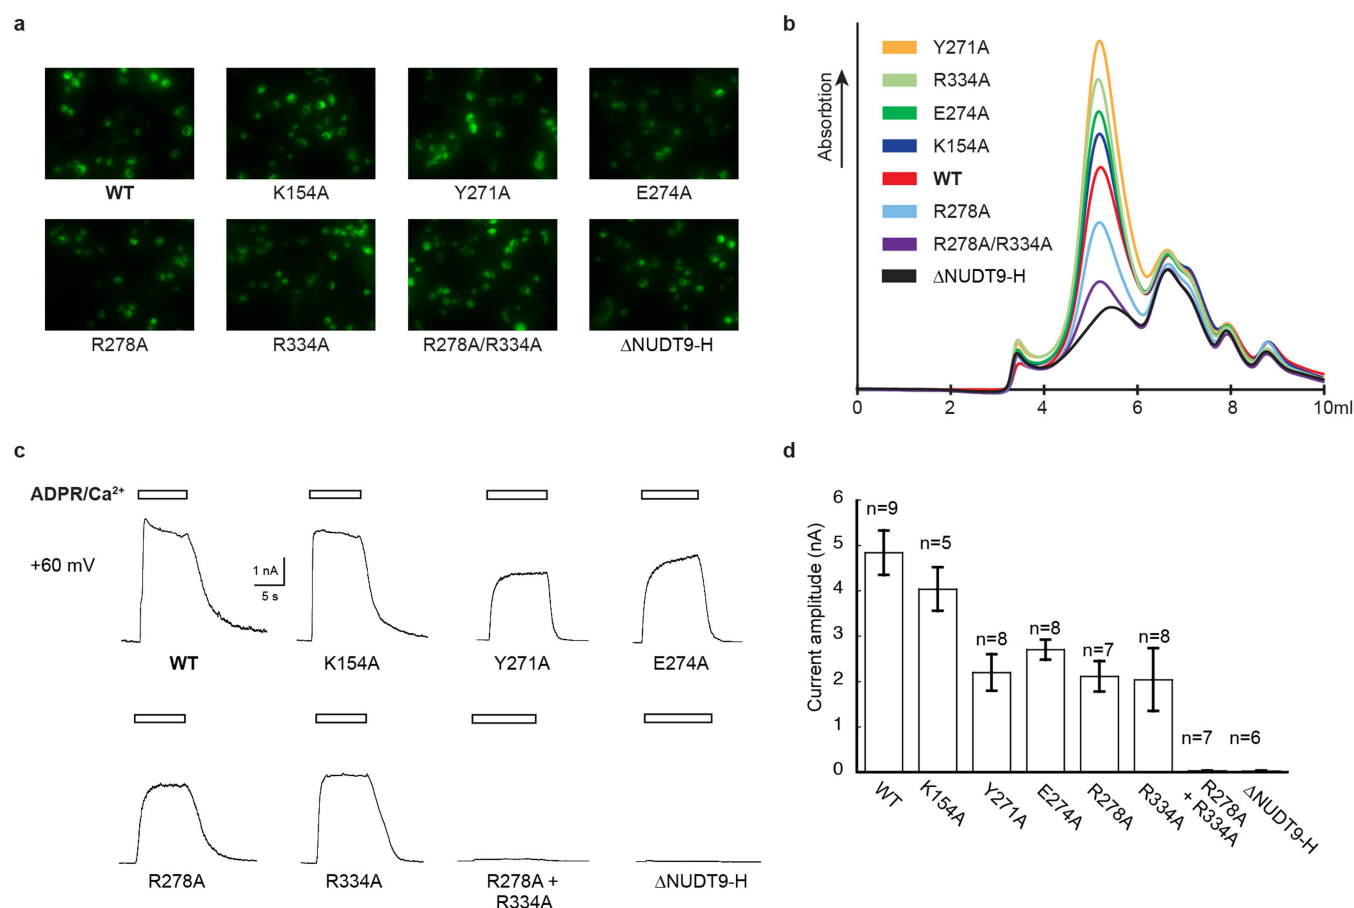 a
WT
K154A
Y271A
E274A
R278A
R334A
R278A/R334A
ΔNUDT9-H
b
Absorbtion
Y271A
R334A
E274A
K154A
WT
R278A
R278A/R334A
ΔNUDT9-H
0
2
4
6
8
10ml
c
ADPR/Ca²⁺
+60 mV
1 nA
5 s
WT
K154A
Y271A
E274A
R278A
R334A
R278A +
R334A
ΔNUDT9-H
d
Current amplitude (nA)
6
5
4
3
2
1
0
n=9
n=5
n=8
n=8
n=7
n=8
n=7
n=6
WT
K154A
Y271A
E274A
R278A
R334A
R278A
+ R334A
ΔNUDT9-H